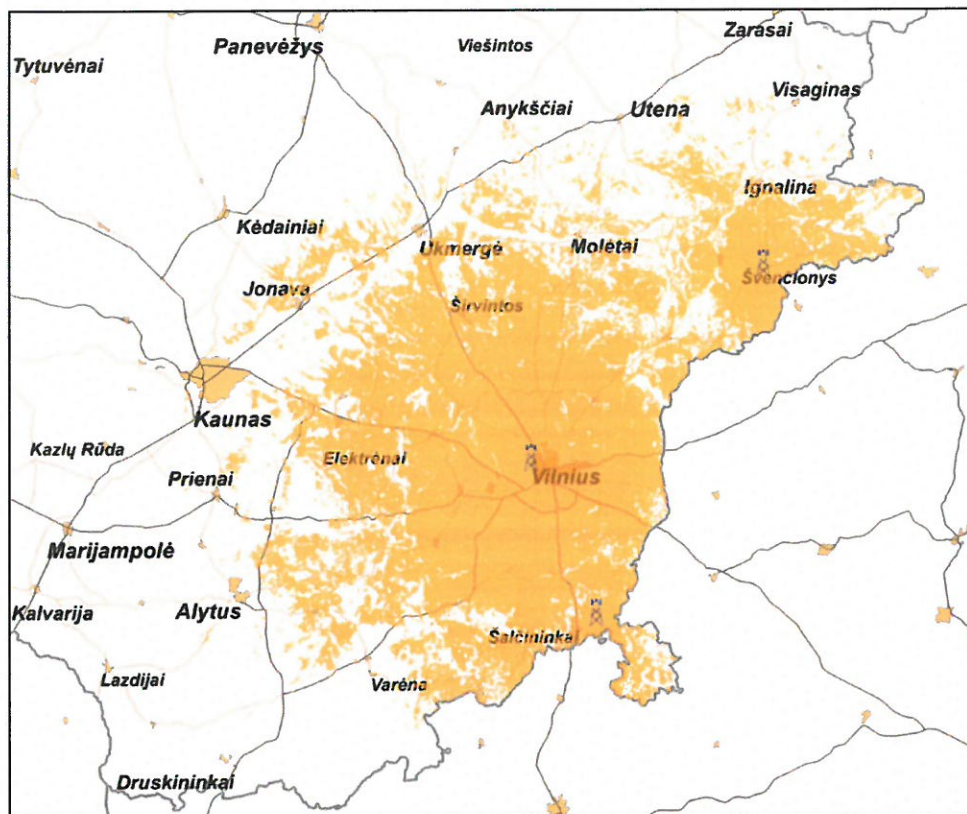 Zarasai
Panevėžys
Viešintos
Tytuvėnai
Visaginas
Anykščiai
Utena
Ignalina
Kėdainiai
Ukmergė
Molėtai
Švenčionys
Jonava
Širvintos
Kaunas
Kazlų Rūda
Elektrėnai
Prienai
Vilnius
Marijampolė
Kalvarija
Alytus
Šalčininkai
Lazdijai
Varėna
Druskininkai